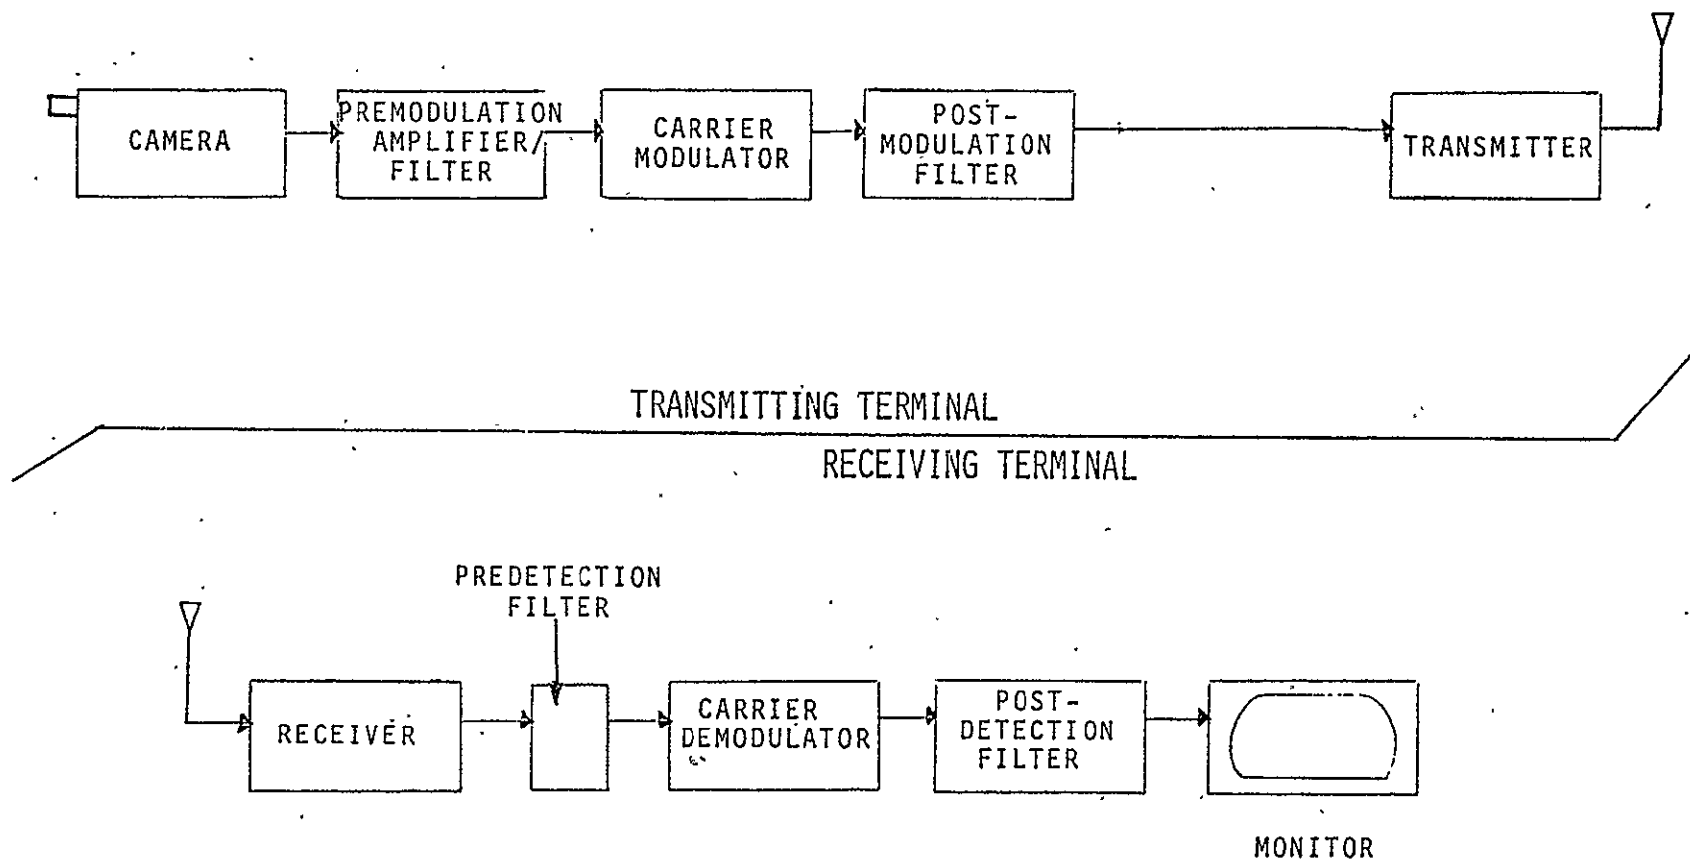 CAMERA
PREMODULATION
AMPLIFIER/
FILTER
CARRIER
MODULATOR
POST-
MODULATION
FILTER
TRANSMITTER
TRANSMITTING TERMINAL
RECEIVING TERMINAL
PREDETECTION
FILTER
RECEIVER
CARRIER
DEMODULATOR
POST-
DETECTION
FILTER
MONITOR